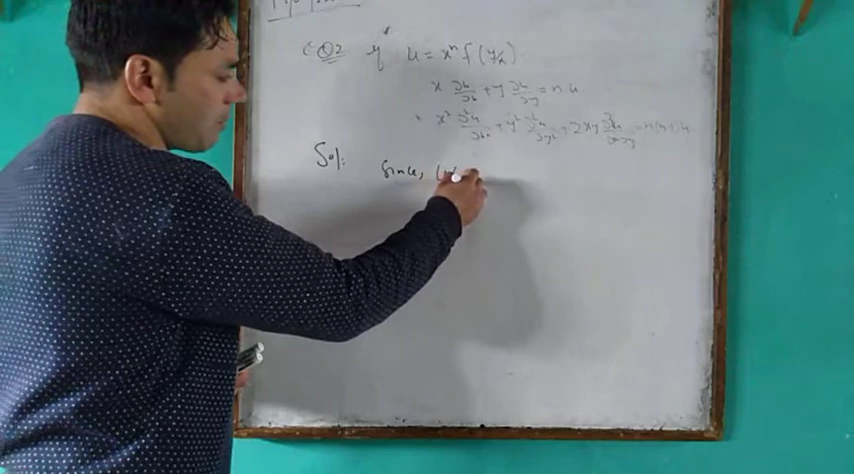 Q2 if u = xⁿ f(y/x)
x ∂u/∂x + y ∂u/∂y = n u
x² ∂²u/∂x² + y² ∂²u/∂y² + 2xy ∂²u/∂x∂y = n(n-1)u
Sol: Since,